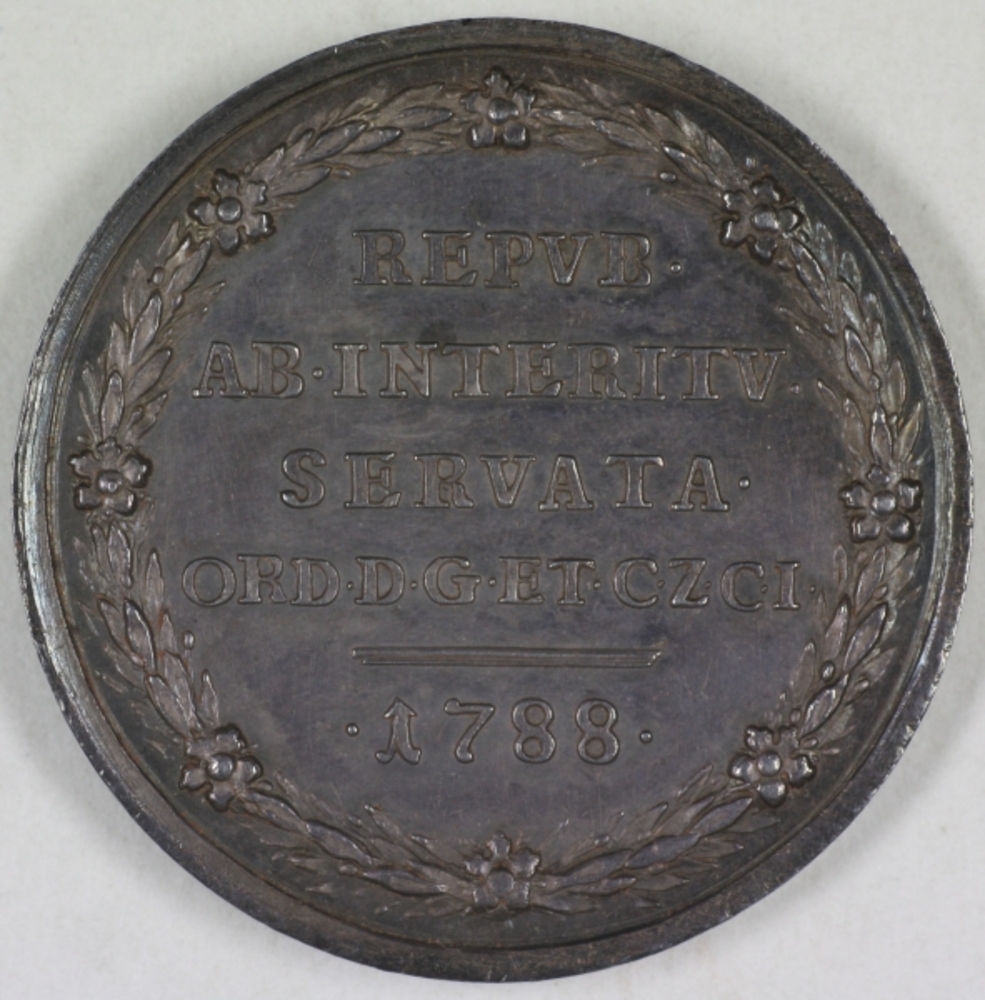 REPVB·
AB·INTERITV·
SERVATA·
ORD·D·G·ET·C·Z·C·I·
·1788·